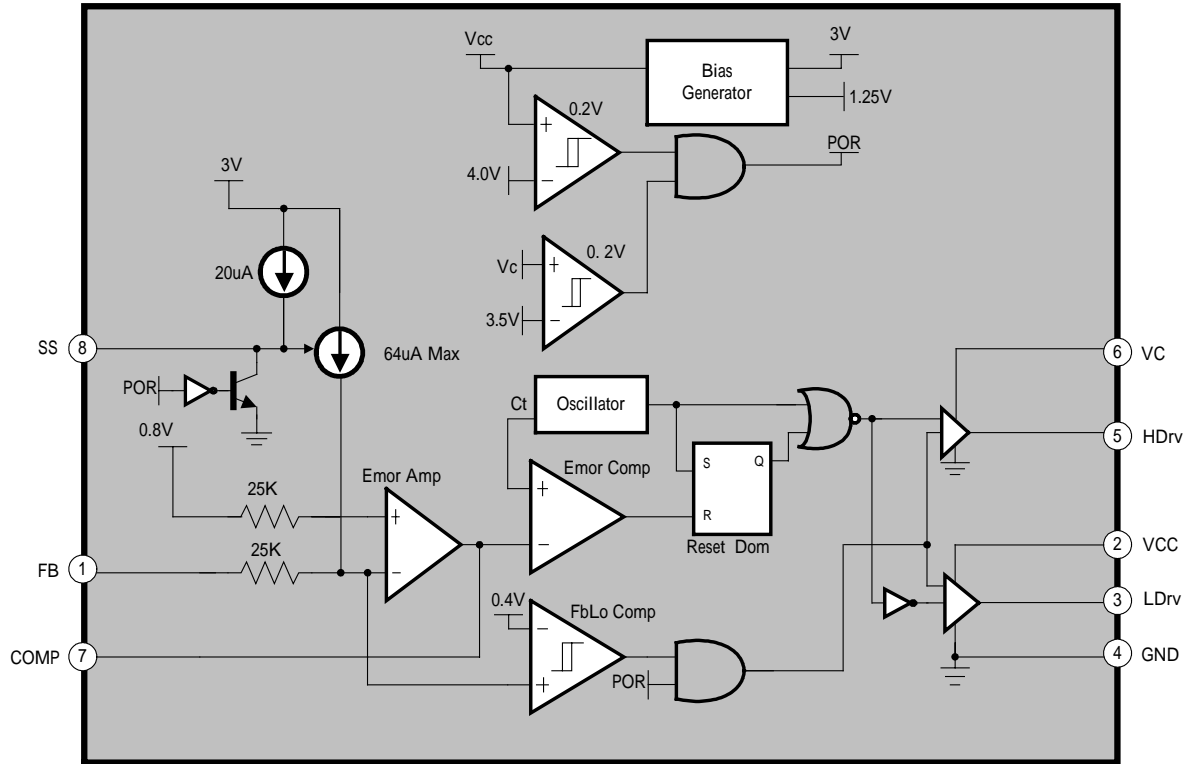 Vcc
3V
Bias
Generator
1.25V
0.2V
+
4.0V
−
POR
3V
20uA
0. 2V
Vc
+
3.5V
−
SS
8
64uA Max
6
VC
POR
Ct
Oscillator
0.8V
5
HDrv
Emor Amp
Emor Comp
S
Q
R
+
25K
+
−
Reset Dom
25K
2
VCC
FB
1
−
0.4V
FbLo Comp
3
LDrv
−
COMP
7
4
GND
POR
+